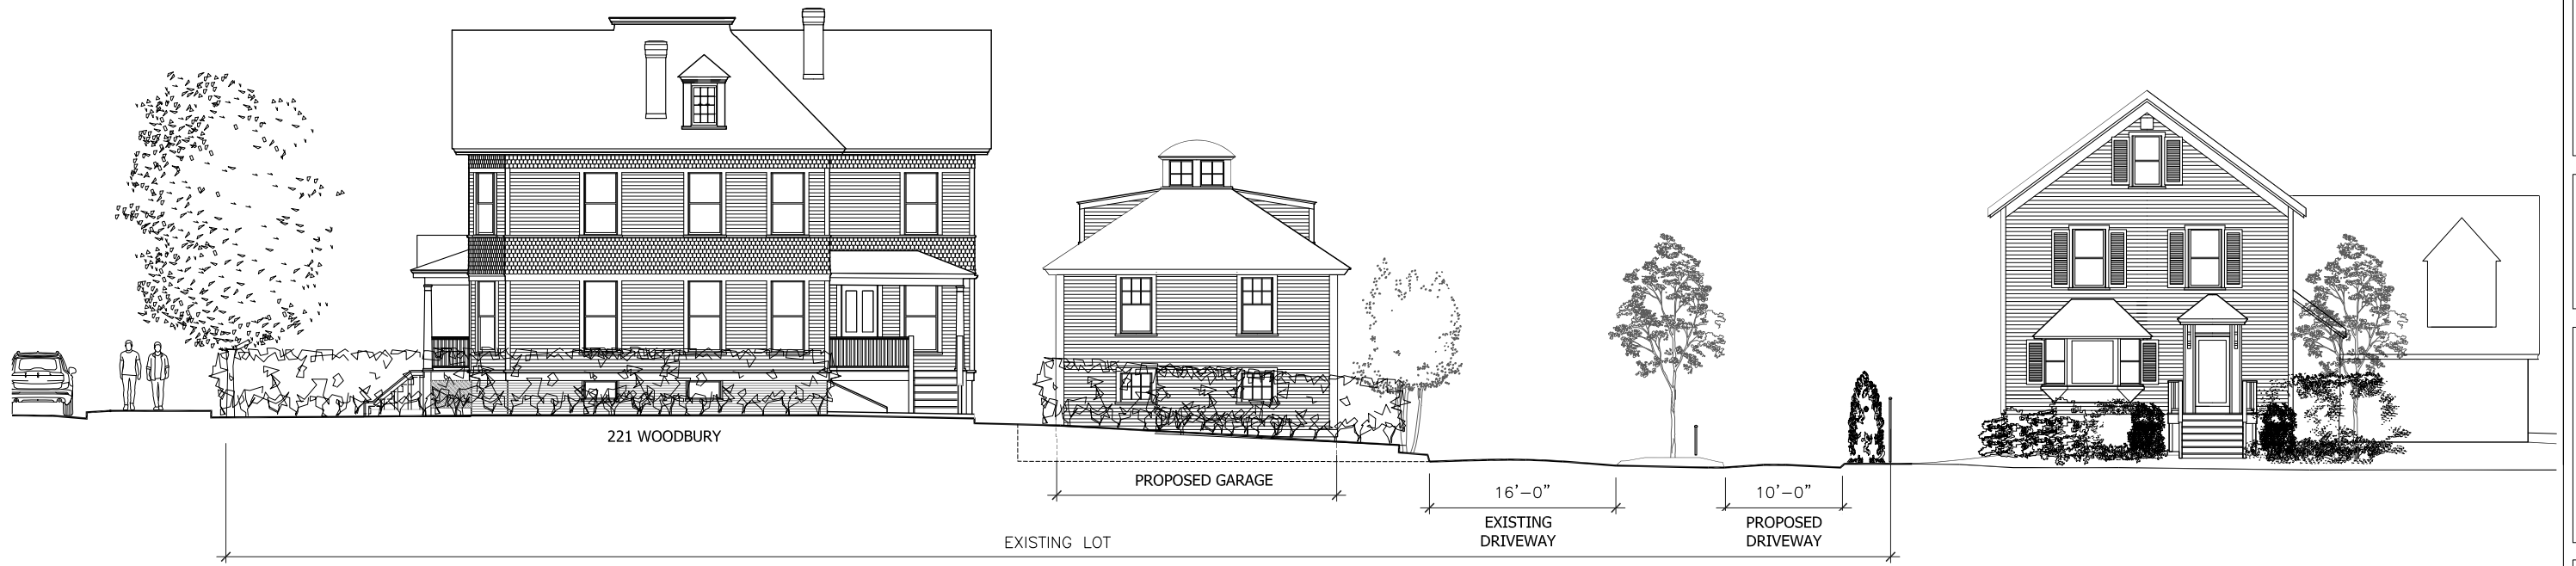 221 WOODBURY
PROPOSED GARAGE
16'-0"
EXISTING
DRIVEWAY
10'-0"
PROPOSED
DRIVEWAY
EXISTING LOT